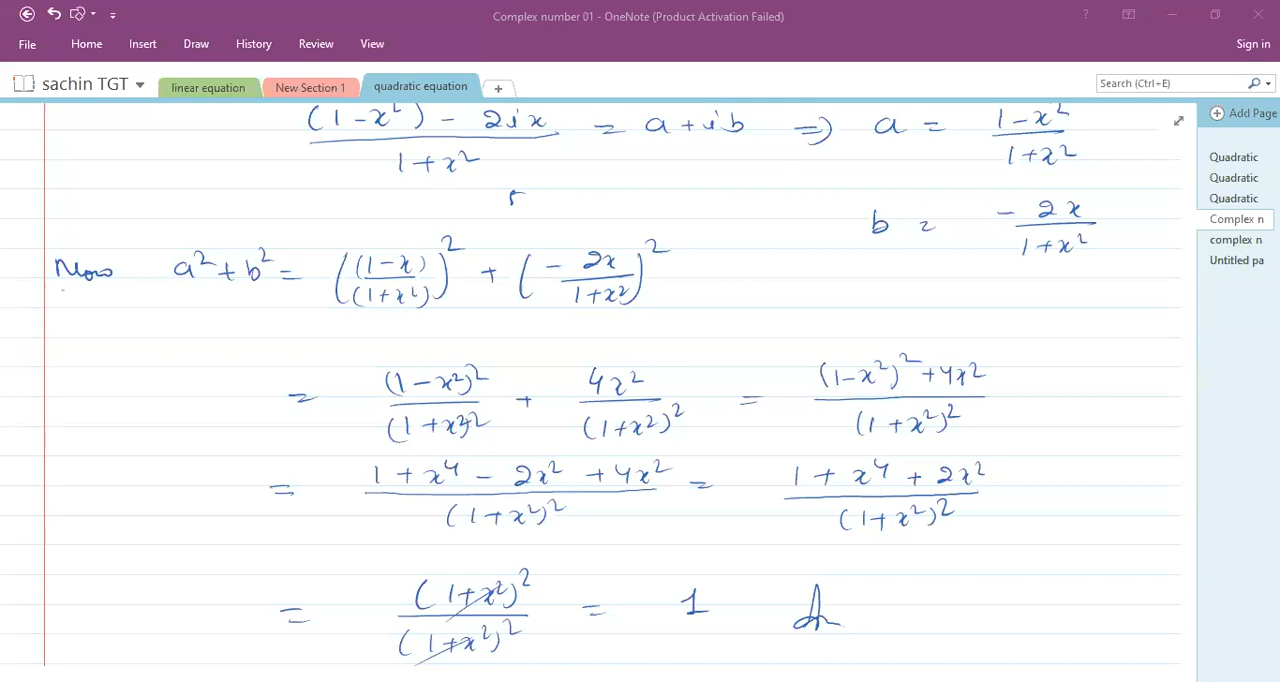 Complex number 01 - OneNote (Product Activation Failed)
File Home Insert Draw History Review View Sign in
sachin TGT linear equation New Section 1 quadratic equation + Search (Ctrl+E)
Add Page
Quadratic
Quadratic
Quadratic
Complex n
complex n
Untitled pa
((1-x²) - 2ix)/(1+x²) = a+ib ⇒ a = (1-x²)/(1+x²)
b = -2x/(1+x²)
Now a²+b² = ((1-x)/(1+x²))² + (-2x/(1+x²))²
= (1-x²)²/(1+x²)² + 4x²/(1+x²)² = ((1-x²)²+4x²)/(1+x²)²
= (1+x⁴-2x²+4x²)/(1+x²)² = (1+x⁴+2x²)/(1+x²)²
= (1+x²)²/(1+x²)² = 1